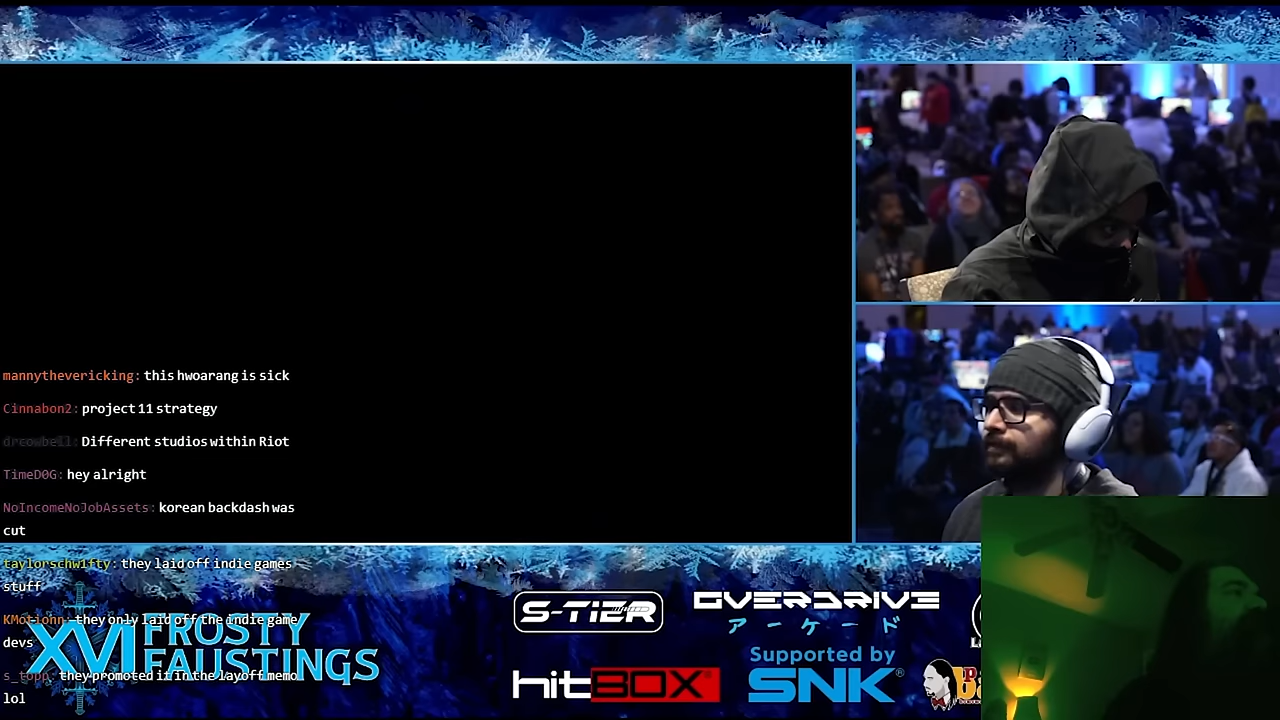 mannythevericking: this hwoarang is sick
Cinnabon2: project 11 strategy
drcowbell: Different studios within Riot
TimeD0G: hey alright
NoIncomeNoJobAssets: korean backdash was
cut
taylorschw1fty: they laid off indie games
stuff
KMotionn: they only laid off the indie game
devs
s_topp: they promoted it in the layoff memo
lol
XVI FROSTY
FAUSTINGS
S-TIER
OVERDRIVE
アーケード
hitBOX
Supported by
SNK